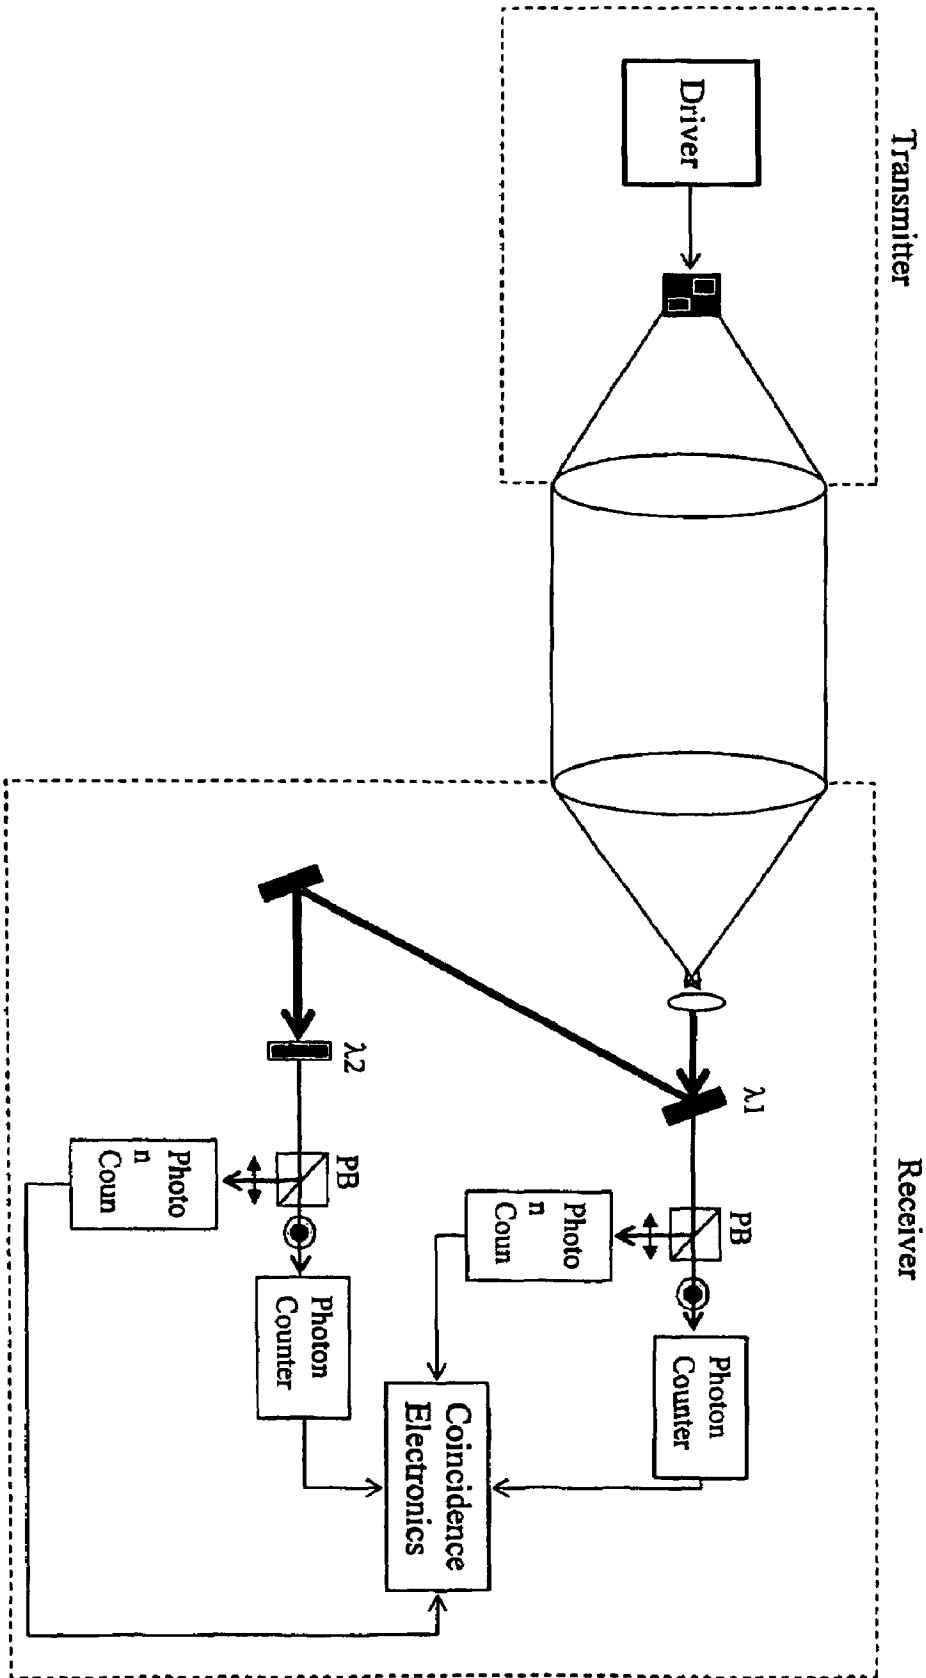 Transmitter
Driver
Receiver
λ1
PB
Photon
Counter
Photo
n
Coun
λ2
PB
Photon
Counter
Photo
n
Coun
Coincidence
Electronics